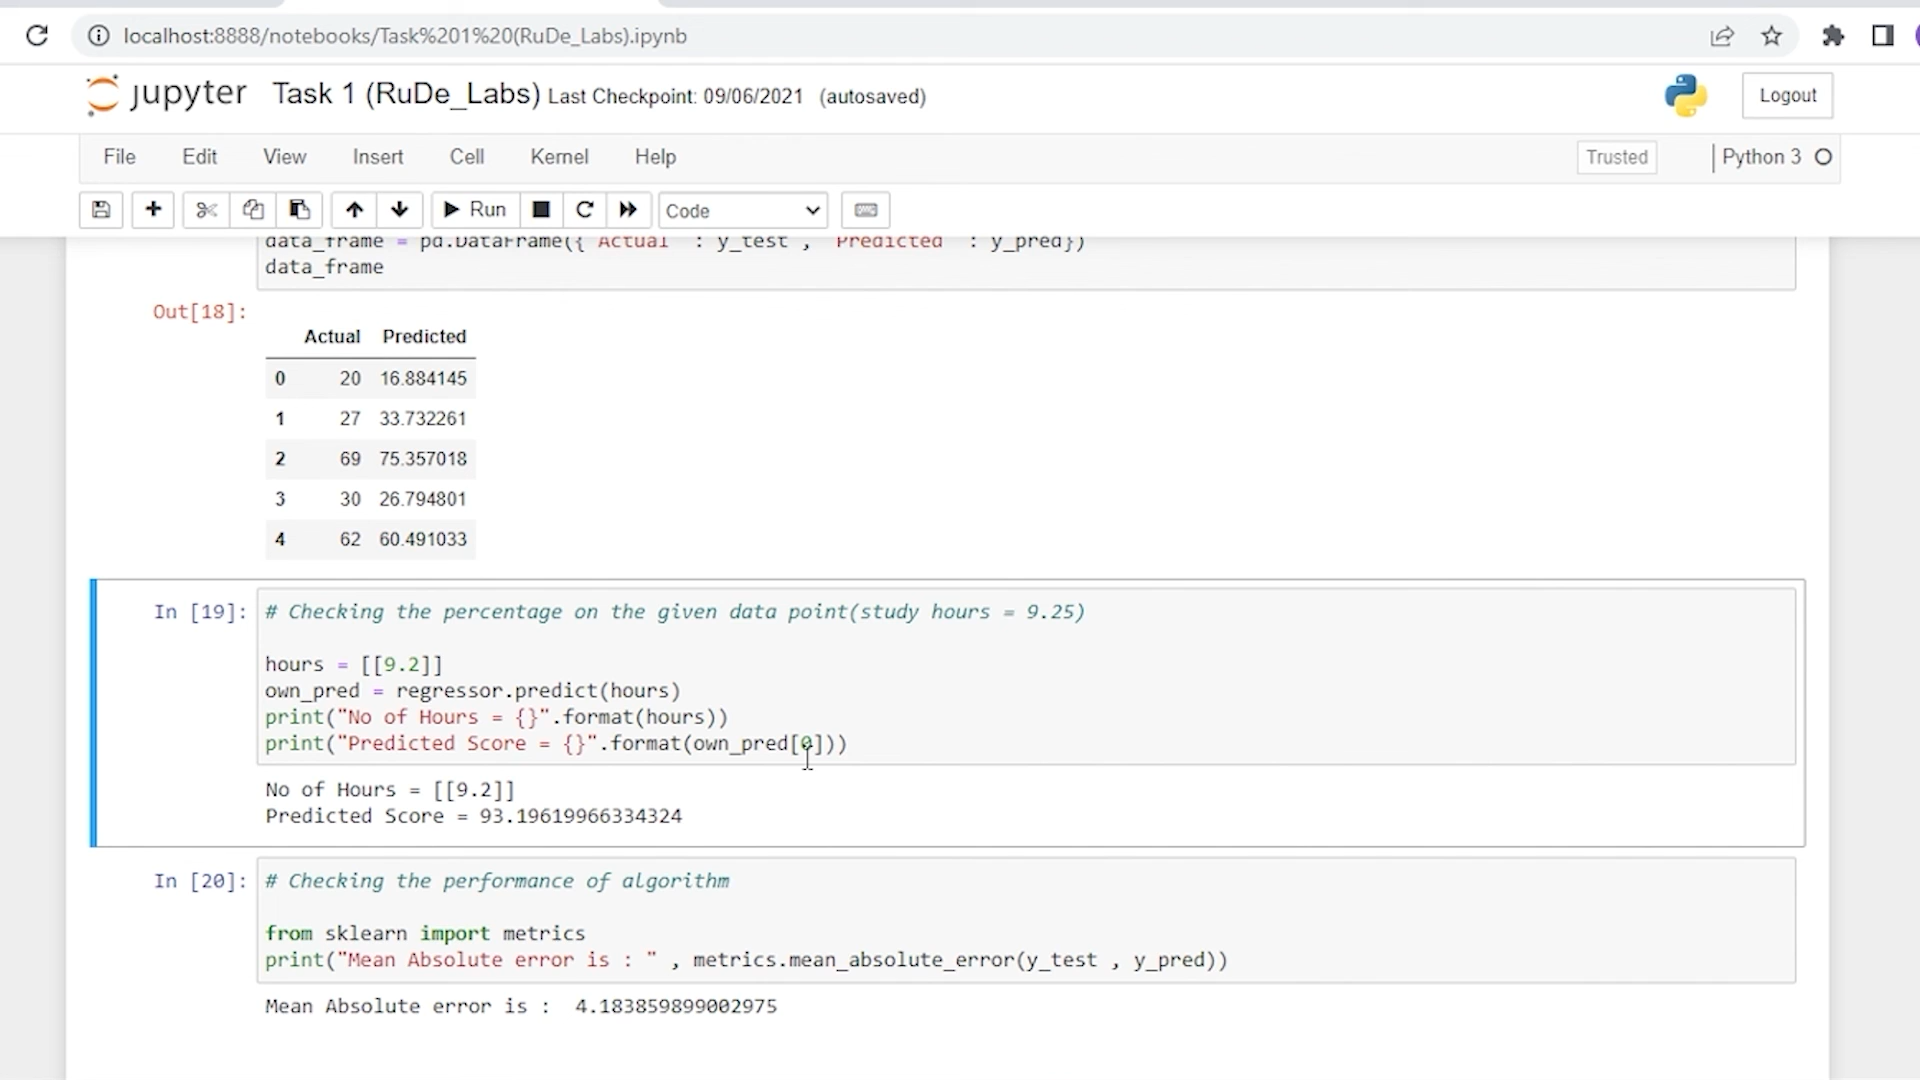 localhost:8888/notebooks/Task%201%20(RuDe_Labs).ipynb
jupyter Task 1 (RuDe_Labs) Last Checkpoint: 09/06/2021 (autosaved)
Logout
File Edit View Insert Cell Kernel Help
Trusted Python 3
Run Code
data_frame = pd.DataFrame({'Actual' : y_test , 'Predicted' : y_pred})
data_frame
Out[18]:
Actual Predicted
0 20 16.884145
1 27 33.732261
2 69 75.357018
3 30 26.794801
4 62 60.491033
In [19]: # Checking the percentage on the given data point(study hours = 9.25)
hours = [[9.2]]
own_pred = regressor.predict(hours)
print("No of Hours = {}".format(hours))
print("Predicted Score = {}".format(own_pred[0]))
No of Hours = [[9.2]]
Predicted Score = 93.19619966334324
In [20]: # Checking the performance of algorithm
from sklearn import metrics
print("Mean Absolute error is : " , metrics.mean_absolute_error(y_test , y_pred))
Mean Absolute error is :  4.183859899002975